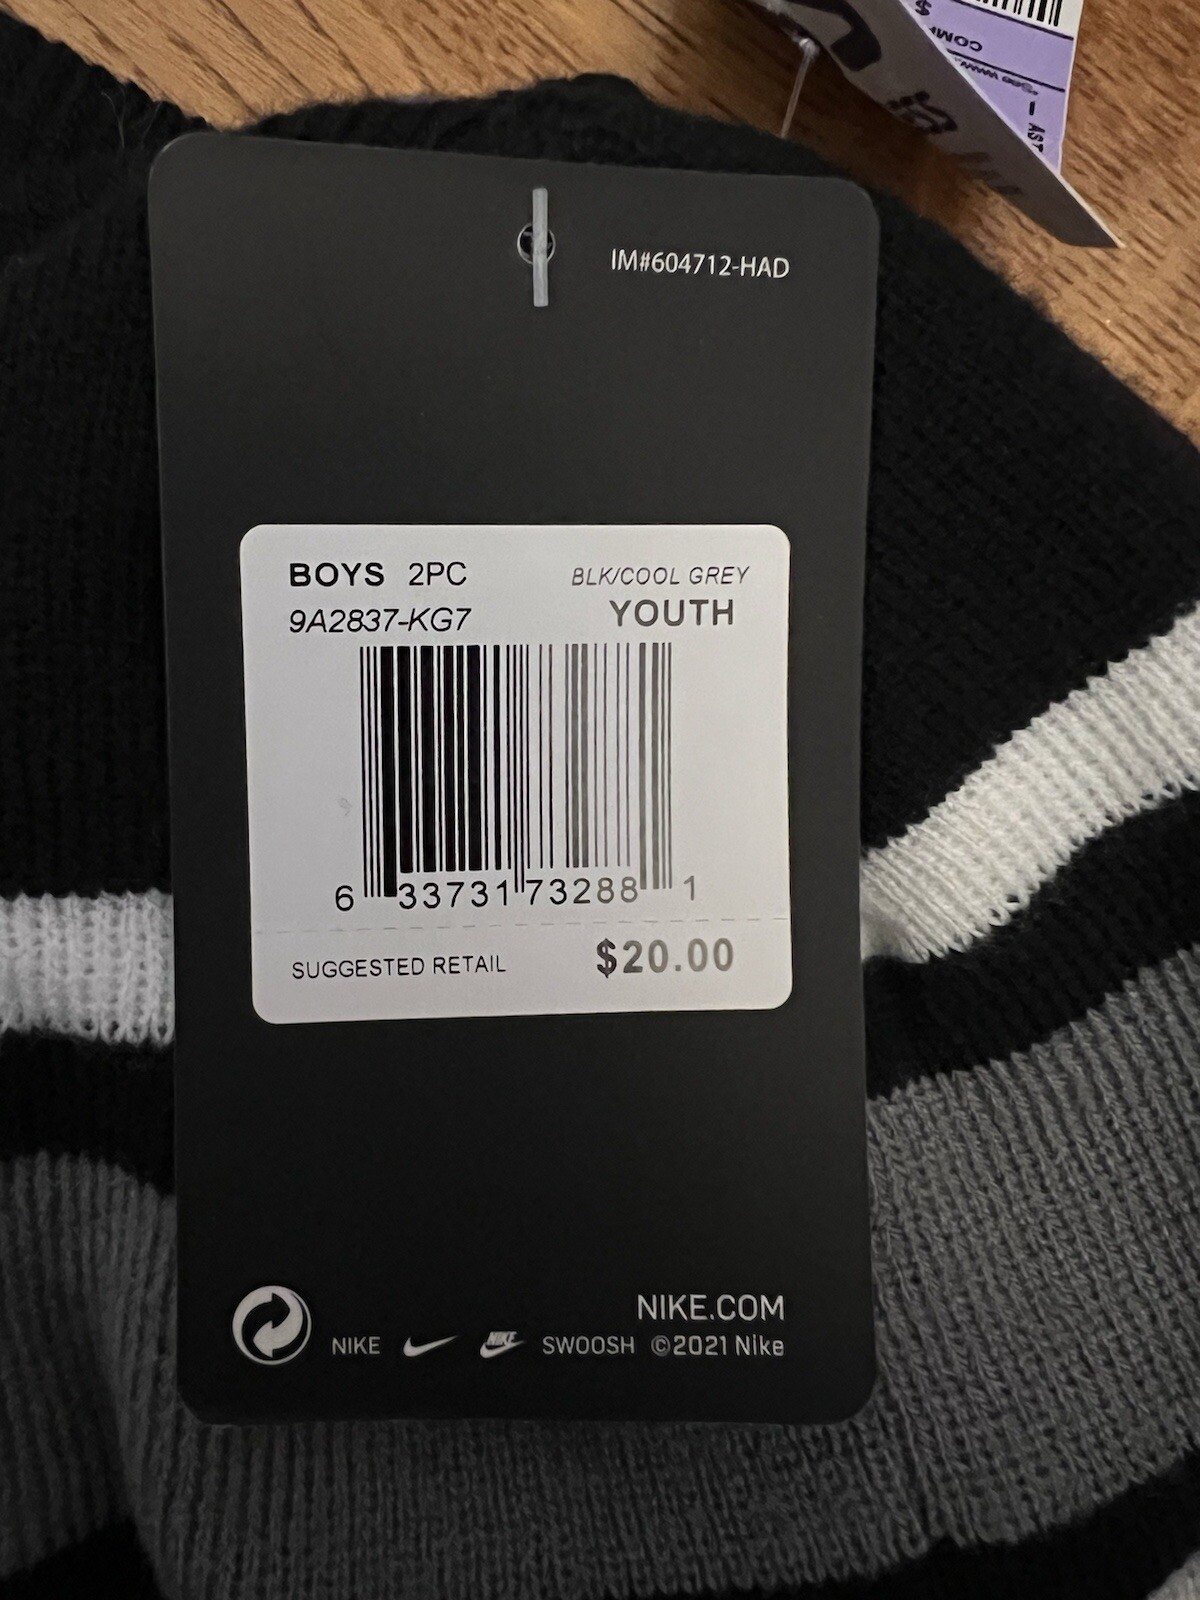 IM#604712-HAD
BOYS 2PC
BLK/COOL GREY
9A2837-KG7
YOUTH
6 33731 73288 1
SUGGESTED RETAIL $20.00
NIKE.COM
NIKE NIKE SWOOSH ©2021 Nike
$